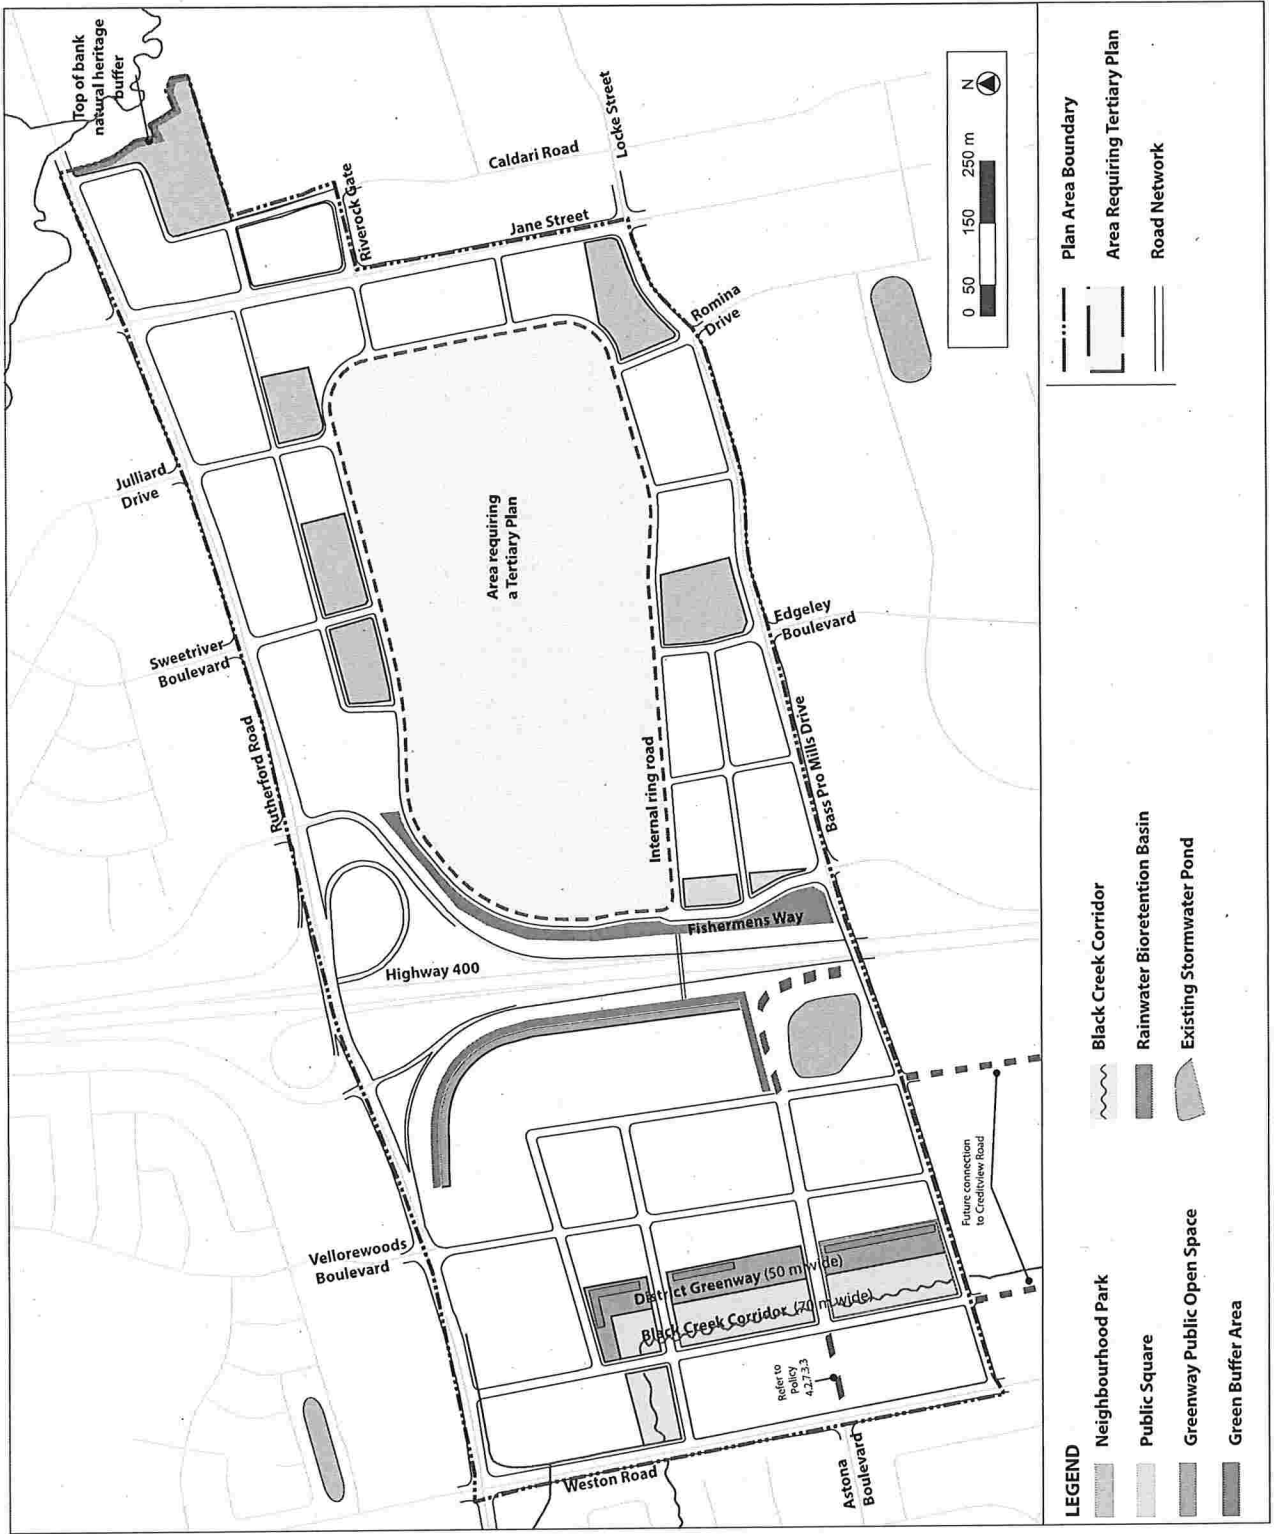 Top of bank
natural heritage
buffer
Riverock Gate
Caldari Road
Locke Street
Jane Street
Romina
Drive
Julliard
Drive
Area requiring
a Tertiary Plan
Sweetriver
Boulevard
Edgeley
Boulevard
Rutherford Road
Internal ring road
Bass Pro Mills Drive
Fishermens Way
Highway 400
Vellorewoods
Boulevard
District Greenway (50 m wide)
Black Creek Corridor (70 m wide)
Future connection
to Creditview Road
Refer to
Policy
4.2.7.3.3
Weston Road
Astona
Boulevard
N
0 50 150 250 m
LEGEND
Neighbourhood Park
Public Square
Greenway Public Open Space
Green Buffer Area
Black Creek Corridor
Rainwater Bioretention Basin
Existing Stormwater Pond
Plan Area Boundary
Area Requiring Tertiary Plan
Road Network